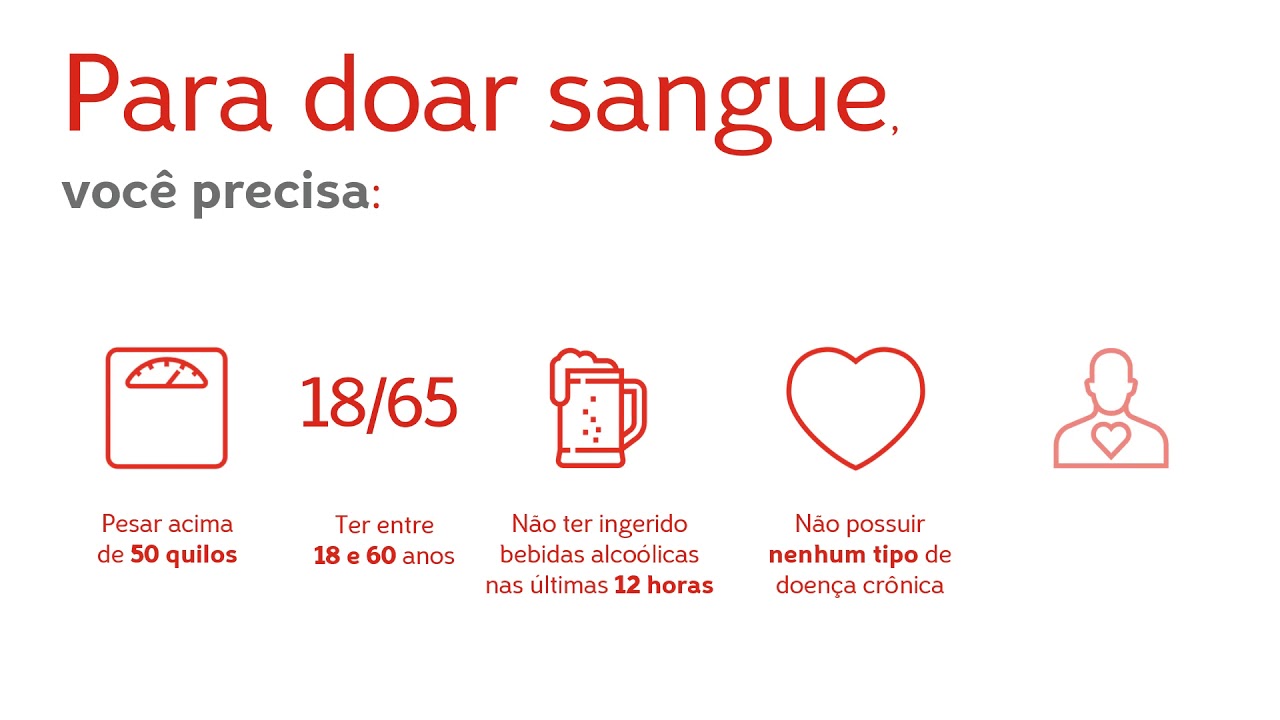 Para doar sangue,
você precisa:
18/65
Pesar acima
de 50 quilos
Ter entre
18 e 60 anos
Não ter ingerido
bebidas alcoólicas
nas últimas 12 horas
Não possuir
nenhum tipo de
doença crônica